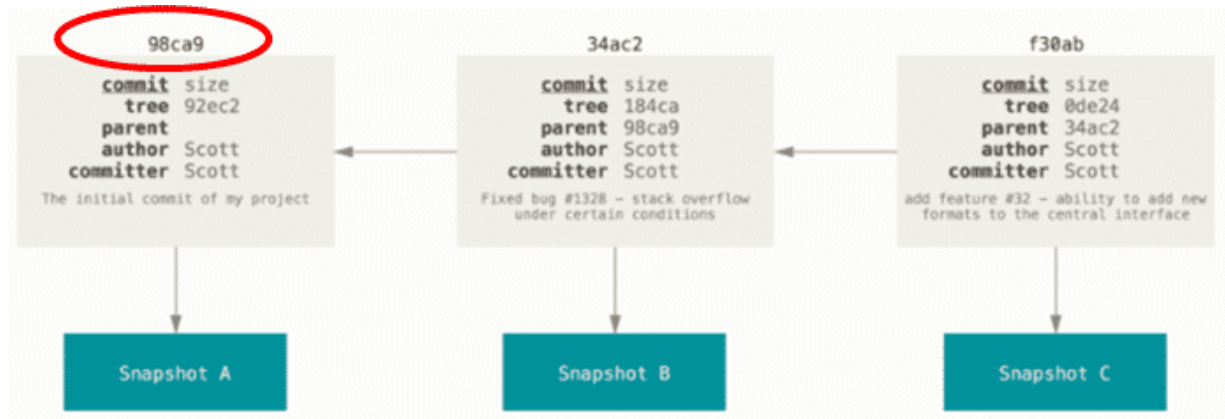 98ca9
commit size
tree 92ec2
parent
author Scott
committer Scott
The initial commit of my project
Snapshot A
34ac2
commit size
tree 184ca
parent 98ca9
author Scott
committer Scott
Fixed bug #1328 – stack overflow
under certain conditions
Snapshot B
f30ab
commit size
tree 0de24
parent 34ac2
author Scott
committer Scott
add feature #32 – ability to add new
formats to the central interface
Snapshot C